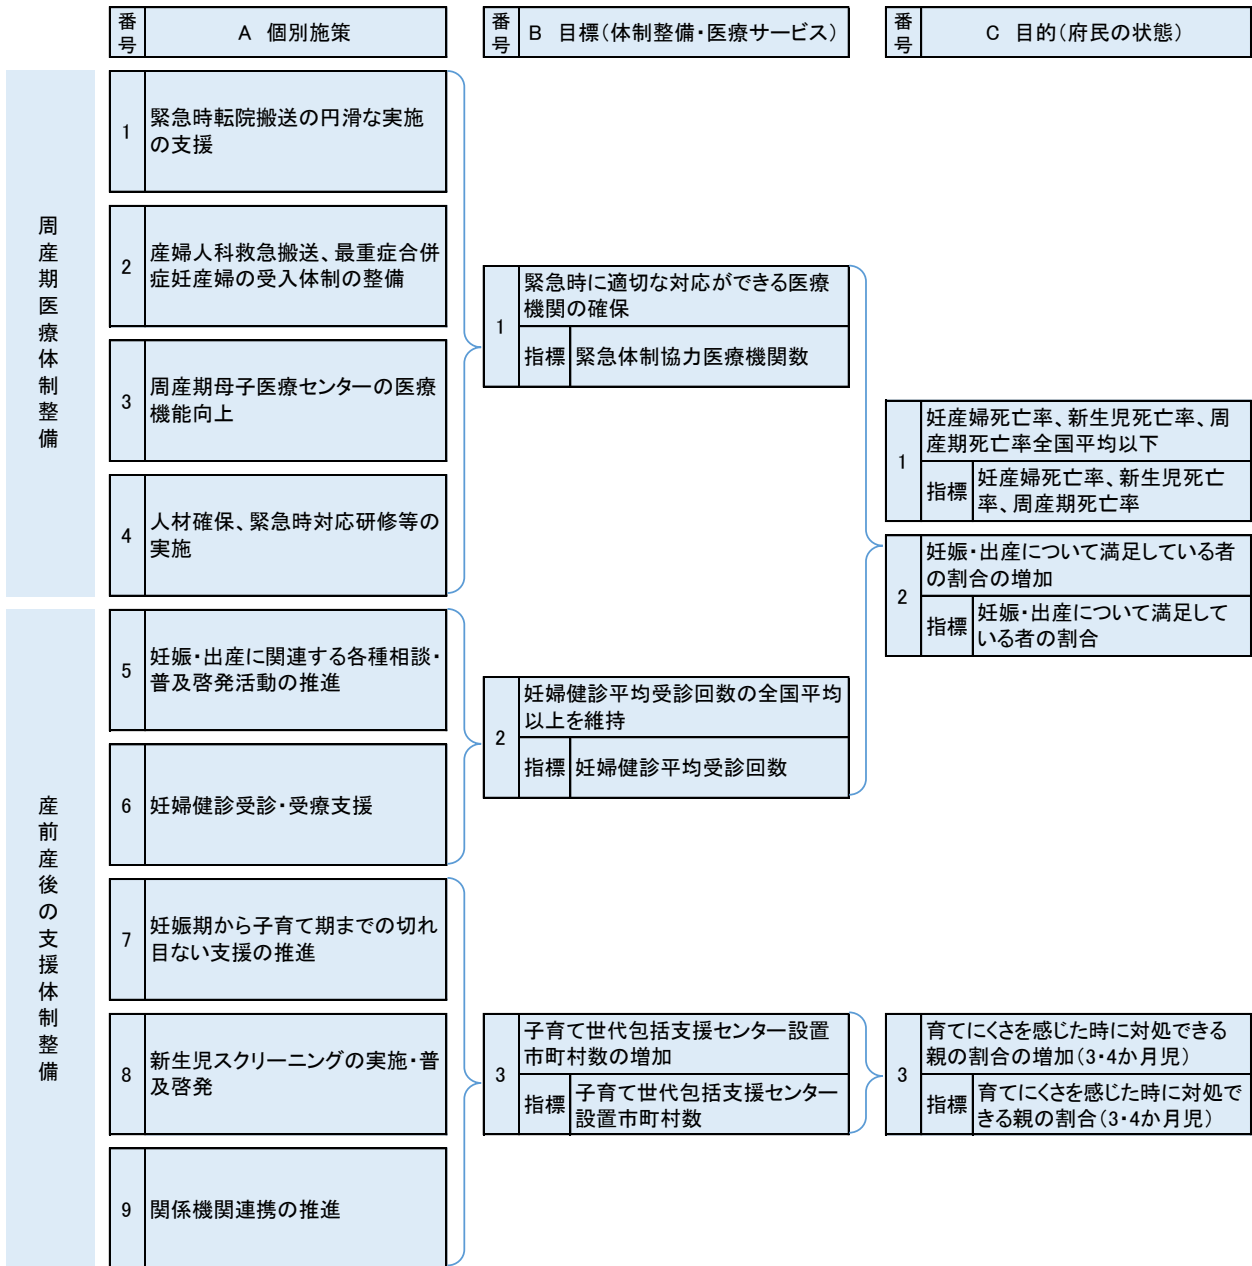 番号
A 個別施策
番号
B 目標(体制整備・医療サービス)
番号
C 目的(府民の状態)
周産期医療体制整備
1
緊急時転院搬送の円滑な実施
の支援
2
産婦人科救急搬送、最重症合併
症妊産婦の受入体制の整備
3
周産期母子医療センターの医療
機能向上
4
人材確保、緊急時対応研修等の
実施
産前産後の支援体制整備
5
妊娠・出産に関連する各種相談・
普及啓発活動の推進
6
妊婦健診受診・受療支援
7
妊娠期から子育て期までの切れ
目ない支援の推進
8
新生児スクリーニングの実施・普
及啓発
9
関係機関連携の推進
1
緊急時に適切な対応ができる医療
機関の確保
指標
緊急体制協力医療機関数
2
妊婦健診平均受診回数の全国平均
以上を維持
指標
妊婦健診平均受診回数
3
子育て世代包括支援センター設置
市町村数の増加
指標
子育て世代包括支援センター
設置市町村数
1
妊産婦死亡率、新生児死亡率、周
産期死亡率全国平均以下
指標
妊産婦死亡率、新生児死亡
率、周産期死亡率
2
妊娠・出産について満足している者
の割合の増加
指標
妊娠・出産について満足して
いる者の割合
3
育てにくさを感じた時に対処できる
親の割合の増加(3・4か月児)
指標
育てにくさを感じた時に対処で
きる親の割合(3・4か月児)